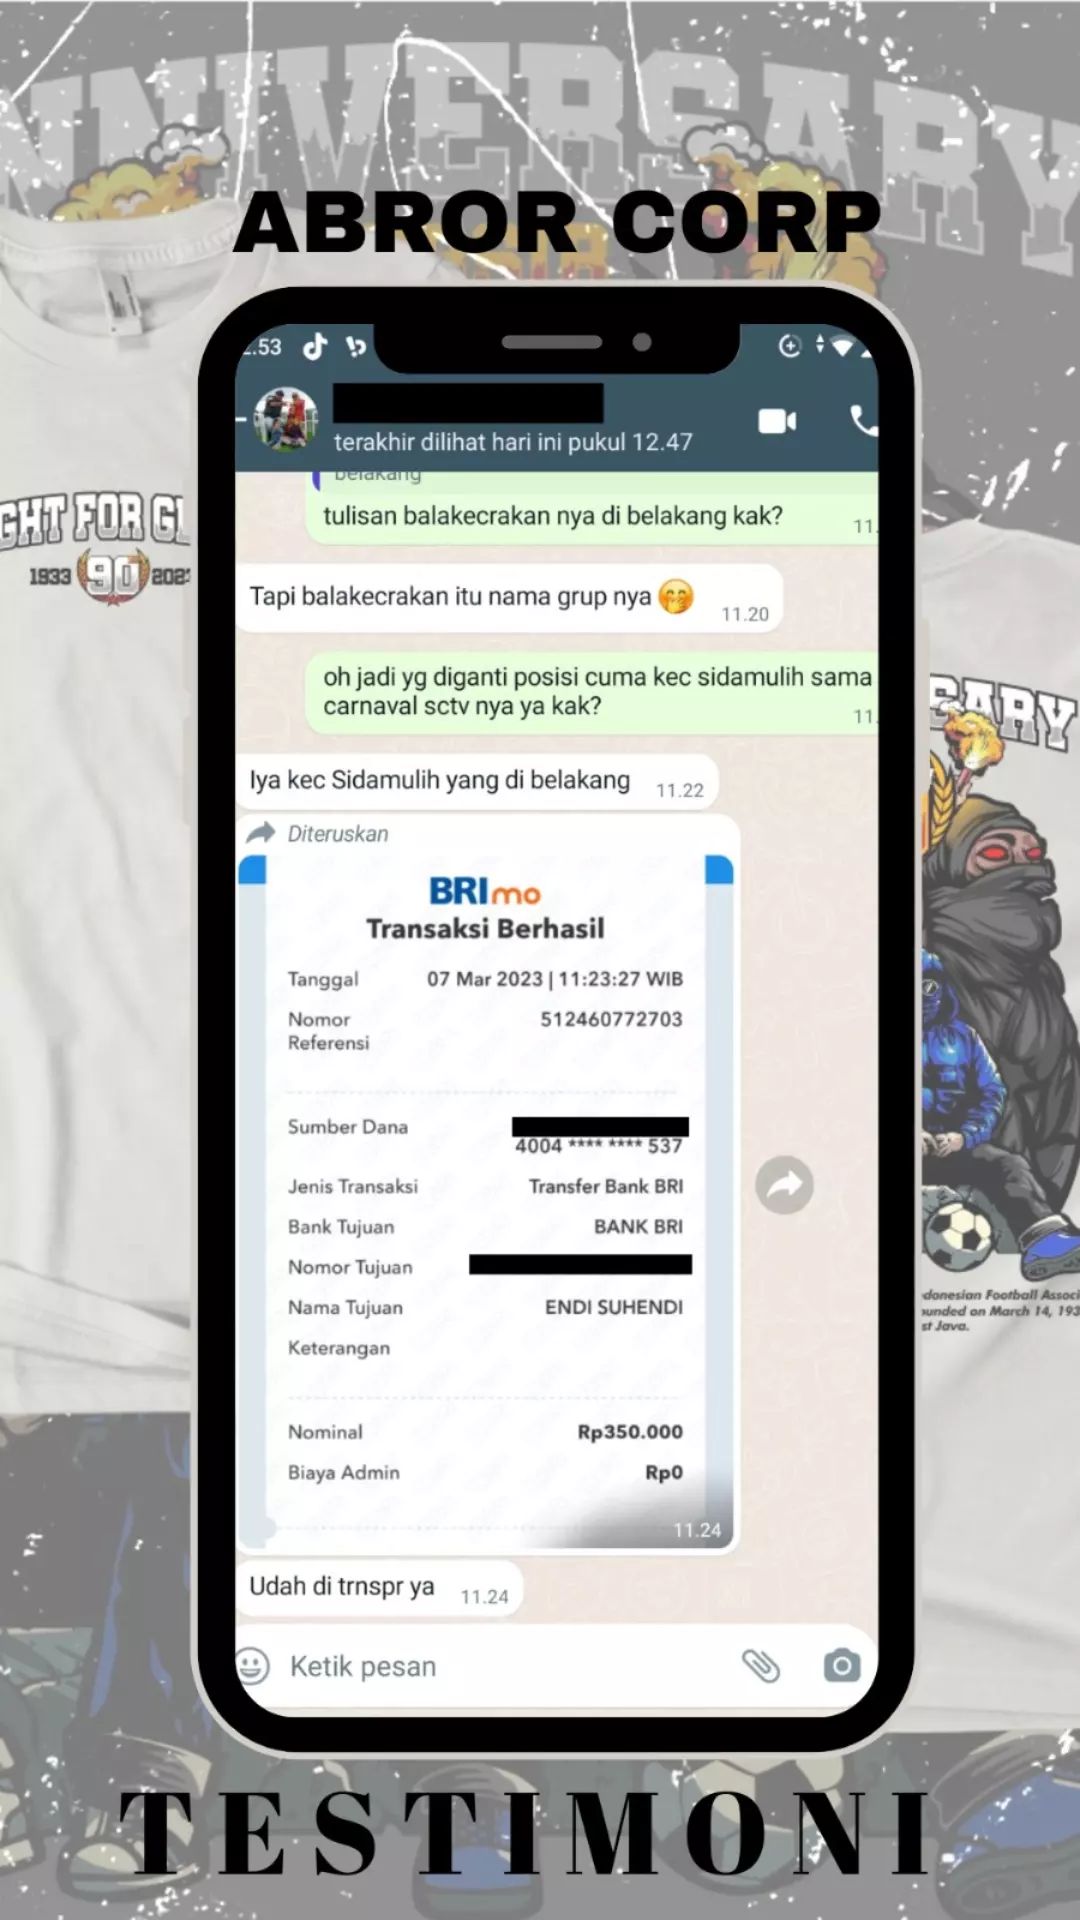 ABROR CORP
.53
terakhir dilihat hari ini pukul 12.47
belakang
tulisan balakecrakan nya di belakang kak?
11.
Tapi balakecrakan itu nama grup nya 🤭
11.20
oh jadi yg diganti posisi cuma kec sidamulih sama
carnaval sctv nya ya kak?
11.
Iya kec Sidamulih yang di belakang
11.22
Diteruskan
BRImo
Transaksi Berhasil
Tanggal 07 Mar 2023 | 11:23:27 WIB
Nomor Referensi 512460772703
Sumber Dana
4004 **** **** 537
Jenis Transaksi Transfer Bank BRI
Bank Tujuan BANK BRI
Nomor Tujuan
Nama Tujuan ENDI SUHENDI
Keterangan
Nominal Rp350.000
Biaya Admin Rp0
11.24
Udah di trnspr ya
11.24
Ketik pesan
TESTIMONI
NNIVERSARY
GHT FOR GL
1933 90 202
SARY
donesian Football Associ
ounded on March 14, 193
st Java.